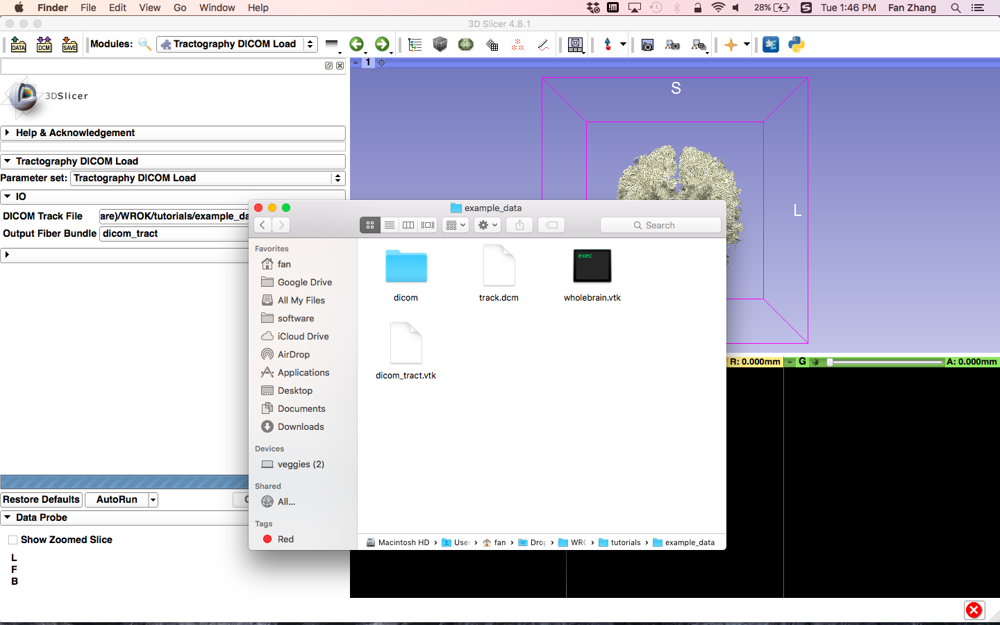 Finder File Edit View Go Window Help 28% Tue 1:46 PM Fan Zhang
3D Slicer 4.8.1
DATA DCM SAVE Modules: Tractography DICOM Load
1
3DSlicer
Help & Acknowledgement
Tractography DICOM Load
Parameter set: Tractography DICOM Load
IO
DICOM Track File are)/WROK/tutorials/example_da
Output Fiber Bundle dicom_tract
Restore Defaults AutoRun
Data Probe
Show Zoomed Slice
L
F
B
S
L
R: 0.000mm G A: 0.000mm
example_data
Search
Favorites
fan
Google Drive
All My Files
software
iCloud Drive
AirDrop
Applications
Desktop
Documents
Downloads
Devices
veggies (2)
Shared
All...
Tags
Red
exec
dicom track.dcm wholebrain.vtk
dicom_tract.vtk
Macintosh HD › Use › fan › Dro › WR › tutorials › example_data